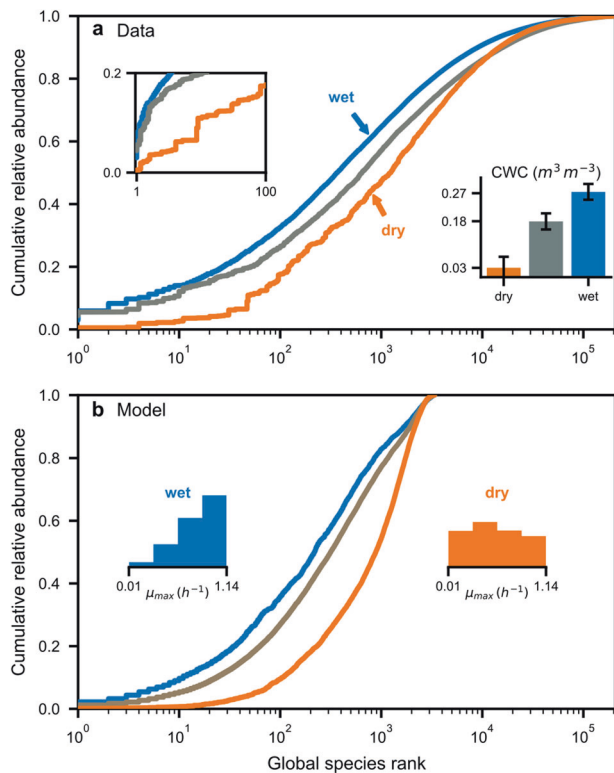 a Data
Cumulative relative abundance
1.0
0.8
0.6
0.4
0.2
0.0
0.2
0.0
1
100
wet
dry
CWC (m³ m⁻³)
0.27
0.18
0.03
dry
wet
10⁰
10¹
10²
10³
10⁴
10⁵
b Model
Cumulative relative abundance
1.0
0.8
0.6
0.4
0.2
0.0
wet
0.01
1.14
μmax (h⁻¹)
dry
0.01
1.14
μmax (h⁻¹)
10⁰
10¹
10²
10³
10⁴
10⁵
Global species rank